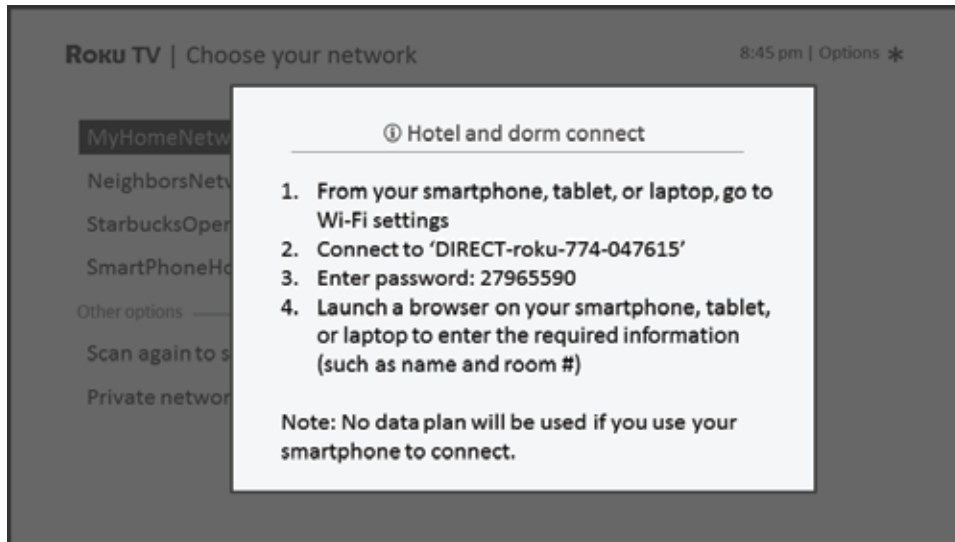 Roku TV | Choose your network
8:45 pm | Options ✱
MyHomeNetw
NeighborsNetw
StarbucksOper
SmartPhoneHo
Other options
Scan again to s
Private networ
ⓘ Hotel and dorm connect
1. From your smartphone, tablet, or laptop, go to
Wi-Fi settings
2. Connect to ‘DIRECT-roku-774-047615’
3. Enter password: 27965590
4. Launch a browser on your smartphone, tablet,
or laptop to enter the required information
(such as name and room #)
Note: No data plan will be used if you use your
smartphone to connect.